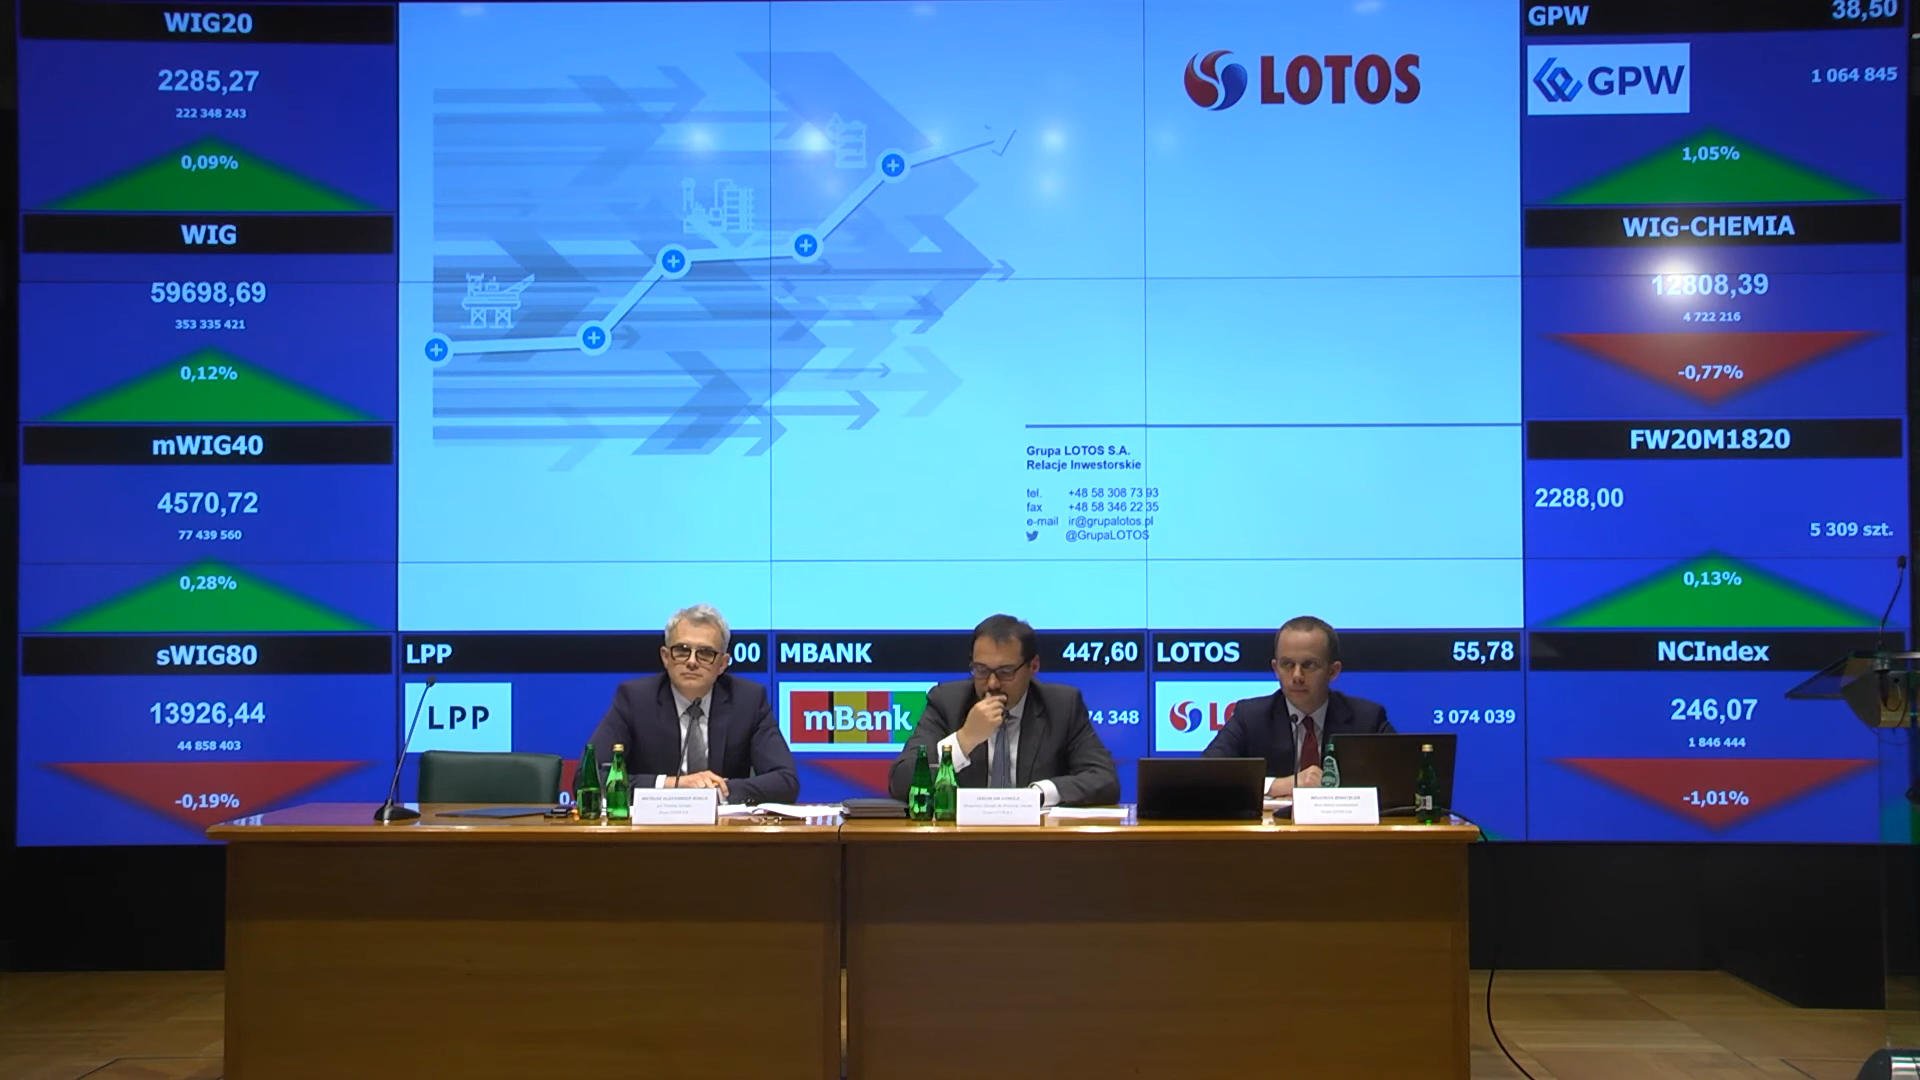 WIG20
2285,27
222 348 243
0,09%
WIG
59698,69
353 335 421
0,12%
mWIG40
4570,72
77 439 560
0,28%
sWIG80
13926,44
44 858 403
-0,19%
LOTOS
Grupa LOTOS S.A.
Relacje Inwestorskie
tel. +48 58 308 73 93
fax +48 58 346 22 35
e-mail ir@grupalotos.pl
@GrupaLOTOS
LPP ,00
LPP
0,
MBANK 447,60
mBank
74 348
LOTOS 55,78
LO
3 074 039
GPW 38,50
GPW
1 064 845
1,05%
WIG-CHEMIA
12808,39
4 722 216
-0,77%
FW20M1820
2288,00
5 309 szt.
0,13%
NCIndex
246,07
1 846 444
-1,01%